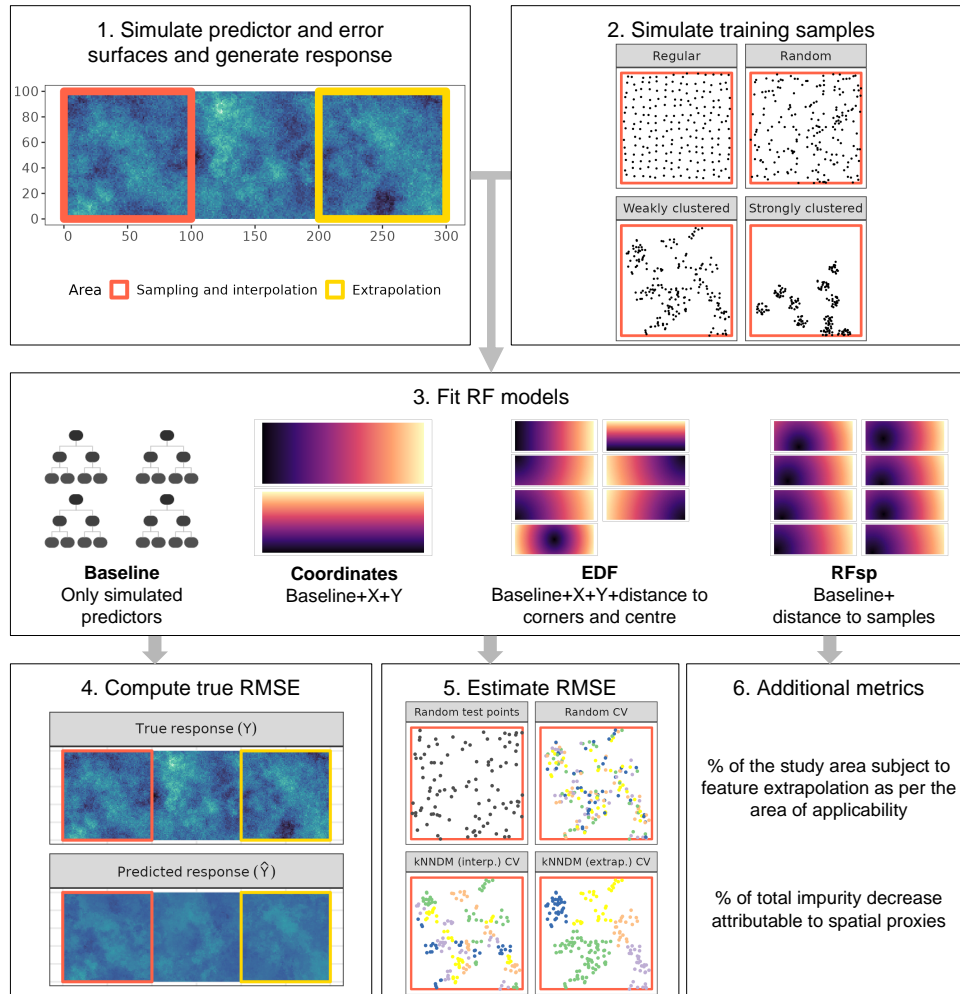 1. Simulate predictor and error
surfaces and generate response
100
80
60
40
20
0
0 50 100 150 200 250 300
Area Sampling and interpolation Extrapolation
2. Simulate training samples
Regular Random
Weakly clustered Strongly clustered
3. Fit RF models
Baseline
Only simulated
predictors
Coordinates
Baseline+X+Y
EDF
Baseline+X+Y+distance to
corners and centre
RFsp
Baseline+
distance to samples
4. Compute true RMSE
True response (Y)
Predicted response (Ŷ)
5. Estimate RMSE
Random test points Random CV
kNNDM (interp.) CV kNNDM (extrap.) CV
6. Additional metrics
% of the study area subject to
feature extrapolation as per the
area of applicability
% of total impurity decrease
attributable to spatial proxies